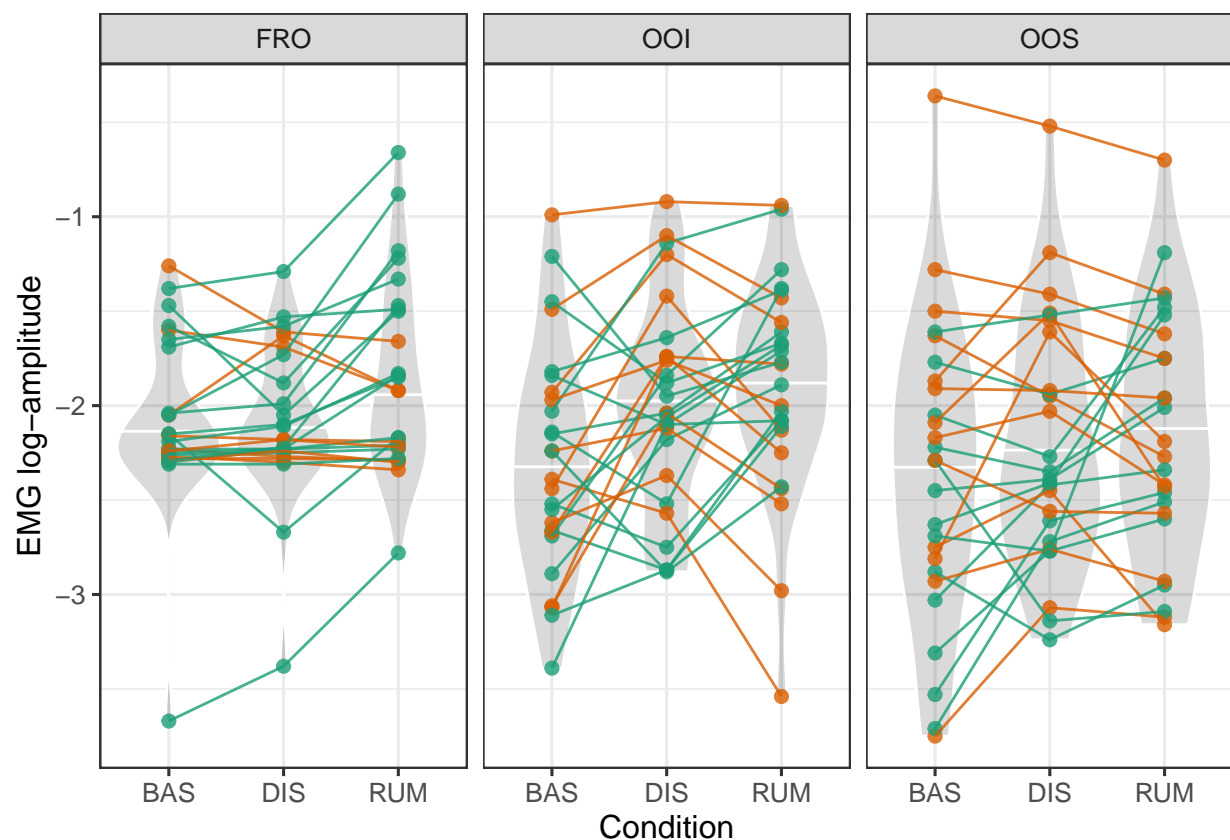 FRO OOI OOS
−1
−2
−3
EMG log−amplitude
BAS DIS RUM BAS DIS RUM BAS DIS RUM
Condition